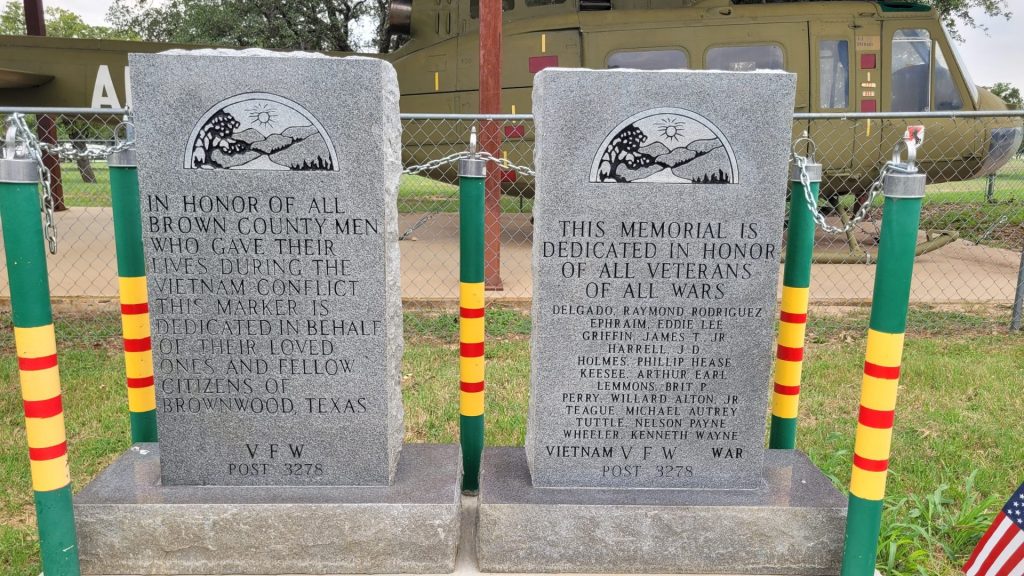 A
IN HONOR OF ALL
BROWN COUNTY MEN
WHO GAVE THEIR
LIVES DURING THE
VIETNAM CONFLICT
THIS MARKER IS
DEDICATED IN BEHALF
OF THEIR LOVED
ONES AND FELLOW
CITIZENS OF
BROWNWOOD, TEXAS
V F W
POST 3278
THIS MEMORIAL IS
DEDICATED IN HONOR
OF ALL VETERANS
OF ALL WARS
DELGADO, RAYMOND RODRIGUEZ
EPHRAIM, EDDIE LEE
GRIFFIN, JAMES T, JR
HARRELL, J D
HOLMES, PHILLIP HEASE
KEESEE, ARTHUR EARL
LEMMONS, BRIT P
PERRY, WILLARD ALTON, JR
TEAGUE, MICHAEL AUTREY
TUTTLE, NELSON PAYNE
WHEELER, KENNETH WAYNE
VIETNAM V F W WAR
POST 3278